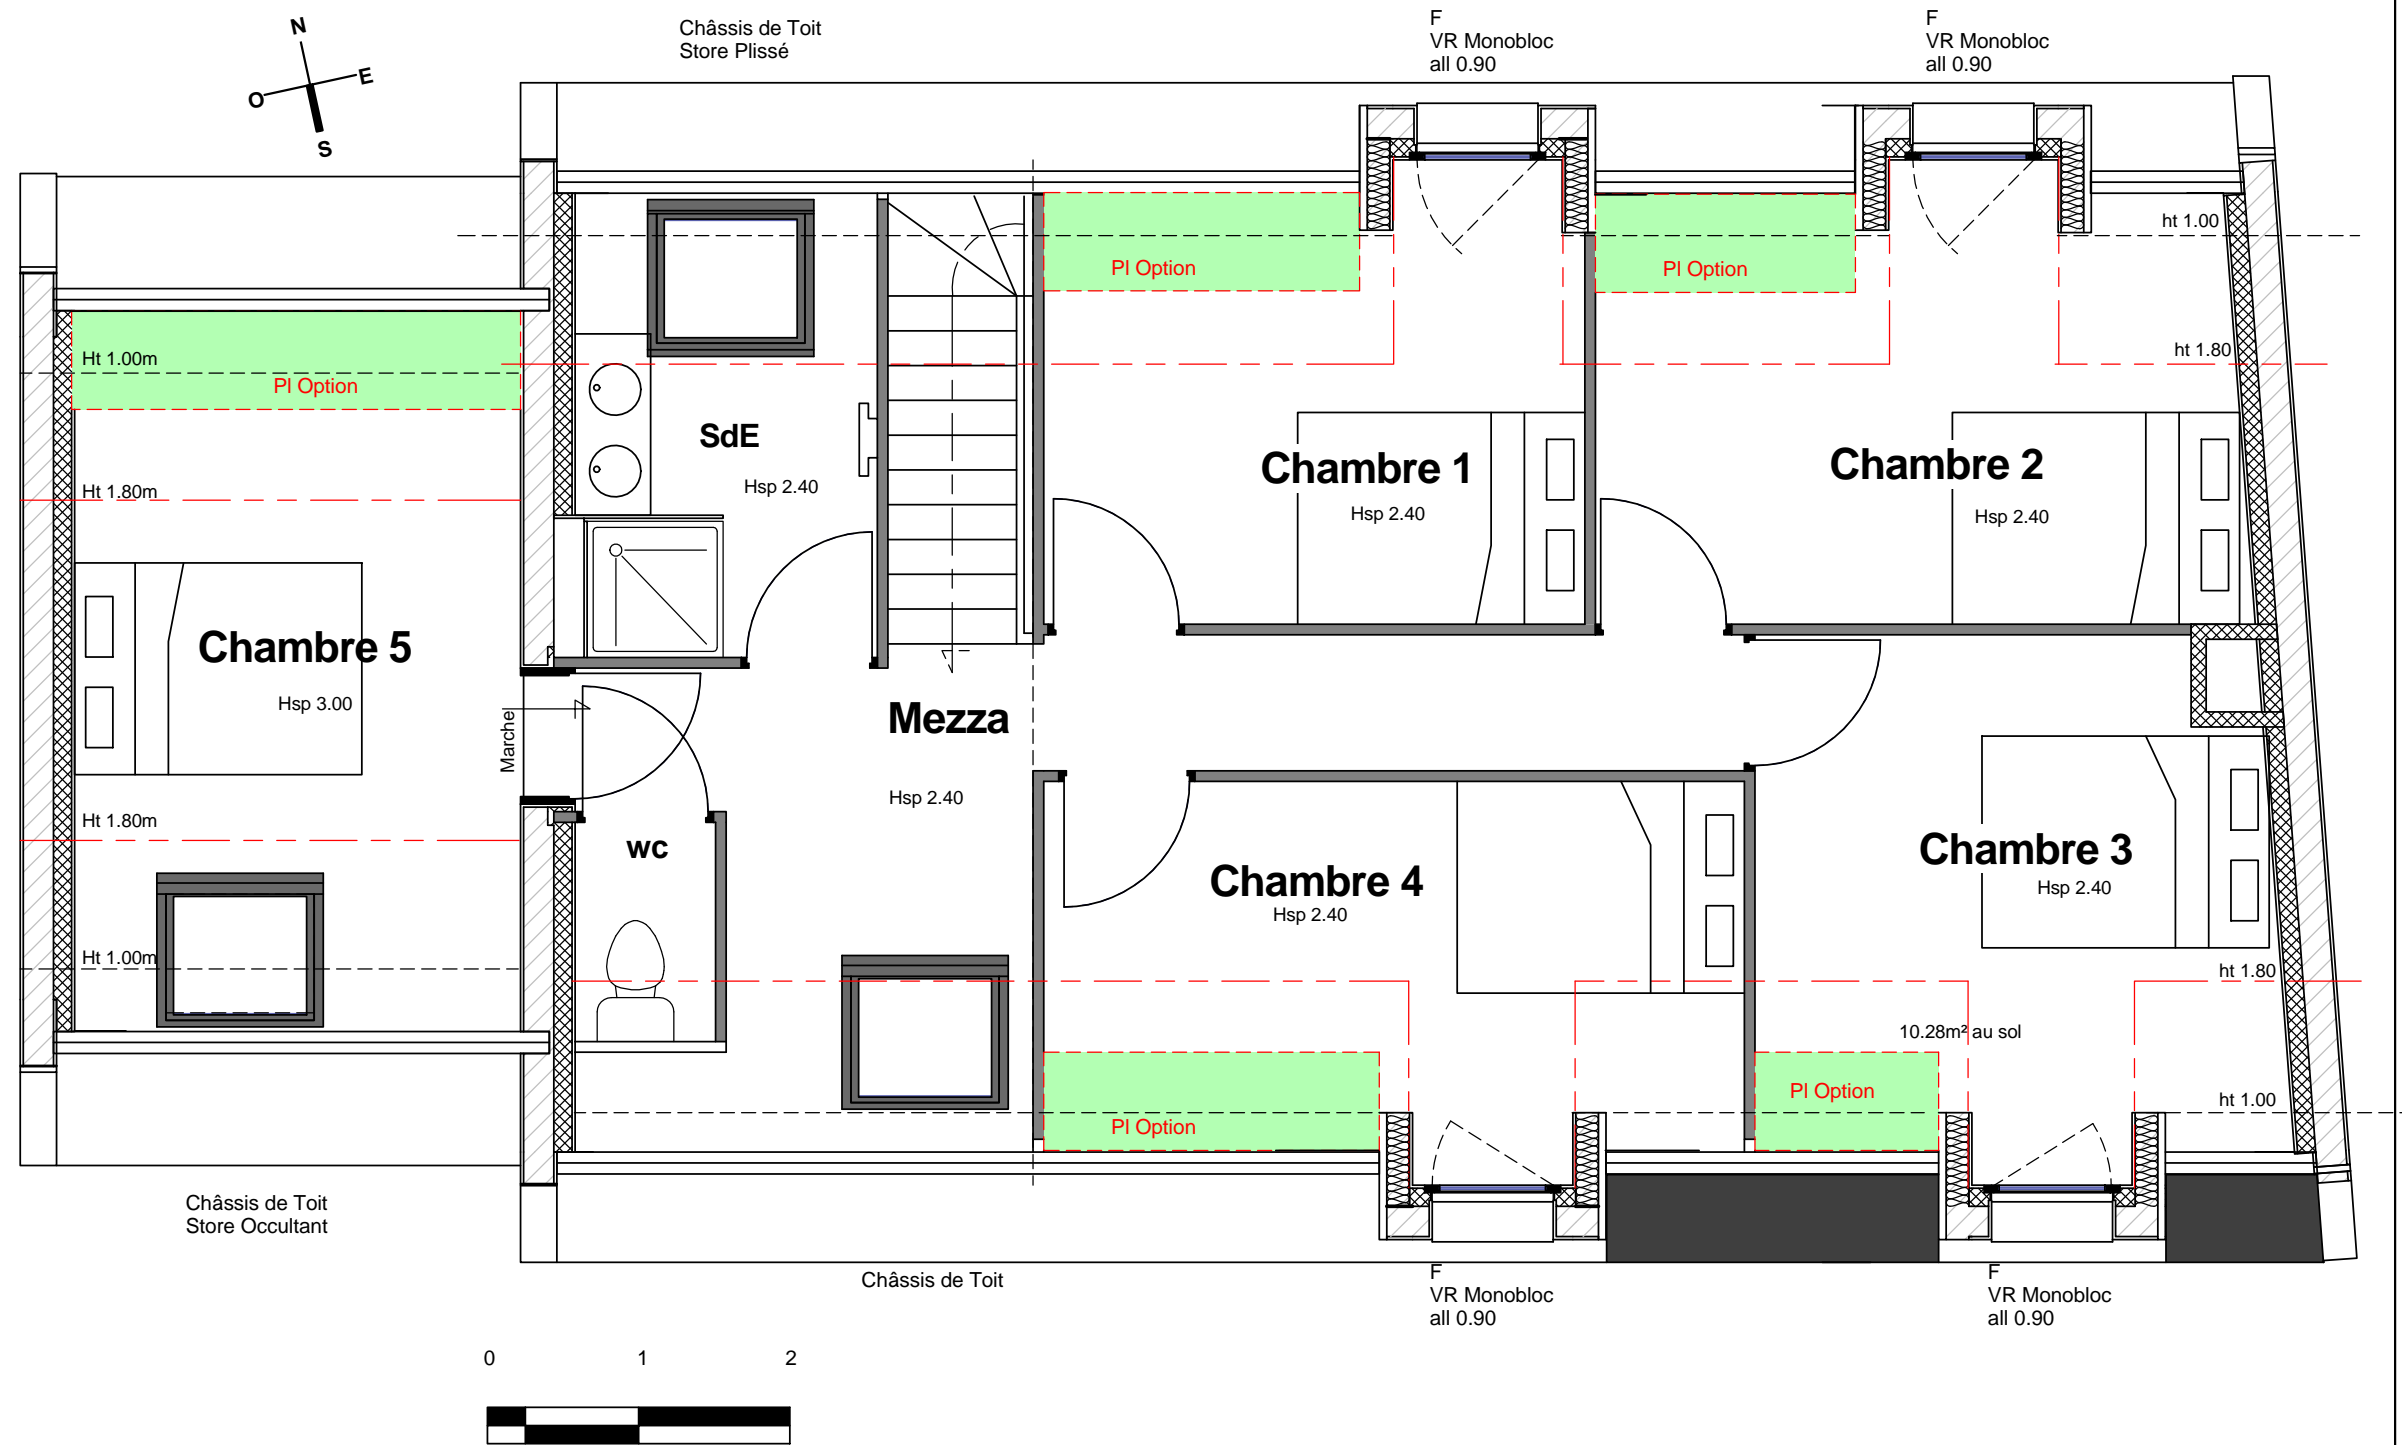 Châssis de Toit
Store Plissé
F
VR Monobloc
all 0.90
F
VR Monobloc
all 0.90
N
E
O
S
ht 1.00
Pl Option
Pl Option
ht 1.80
Ht 1.00m
Pl Option
SdE
Hsp 2.40
Chambre 1
Hsp 2.40
Chambre 2
Hsp 2.40
Ht 1.80m
Chambre 5
Hsp 3.00
Marche
Mezza
Hsp 2.40
Ht 1.80m
wc
Chambre 4
Hsp 2.40
Chambre 3
Hsp 2.40
Ht 1.00m
ht 1.80
10.28m² au sol
Pl Option
Pl Option
ht 1.00
Châssis de Toit
Store Occultant
Châssis de Toit
F
VR Monobloc
all 0.90
F
VR Monobloc
all 0.90
0 1 2